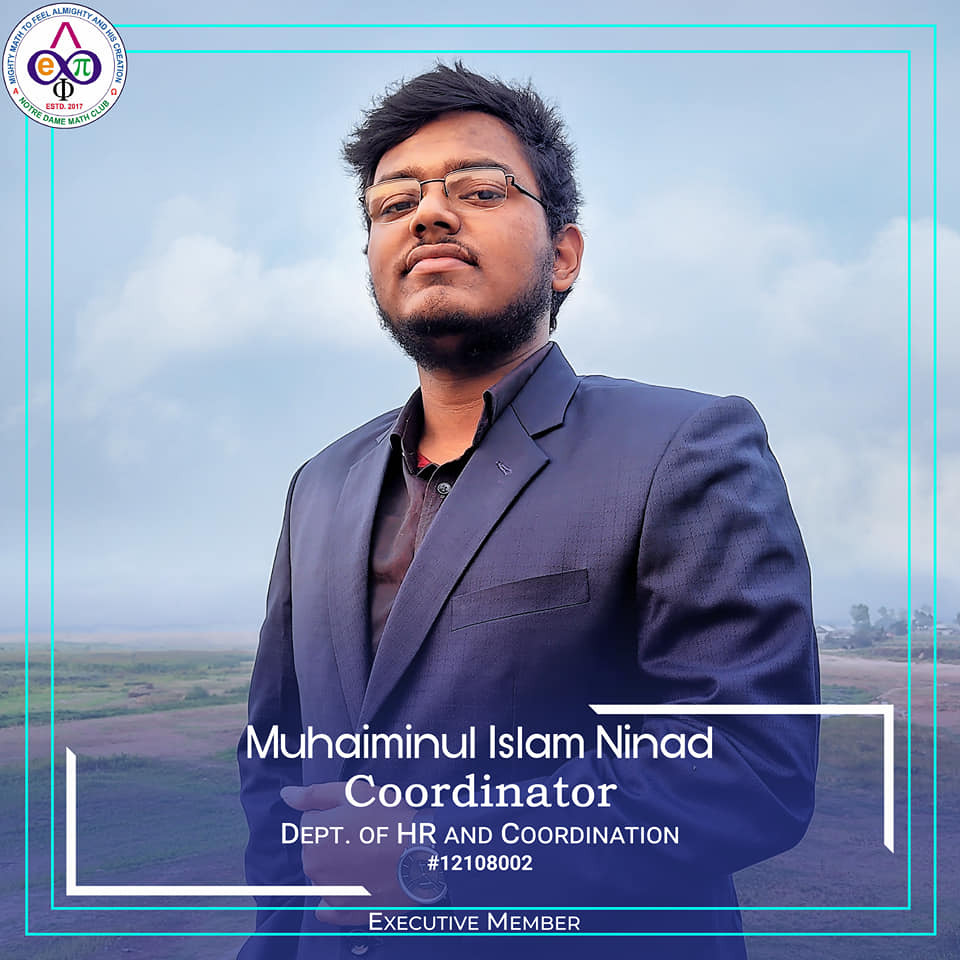 MIGHTY MATH TO FEEL ALMIGHTY AND HIS CREATION
e π
Φ
Α Ω
ESTD. 2017
NOTRE DAME MATH CLUB
Muhaiminul Islam Ninad
Coordinator
DEPT. OF HR AND COORDINATION
#12108002
EXECUTIVE MEMBER